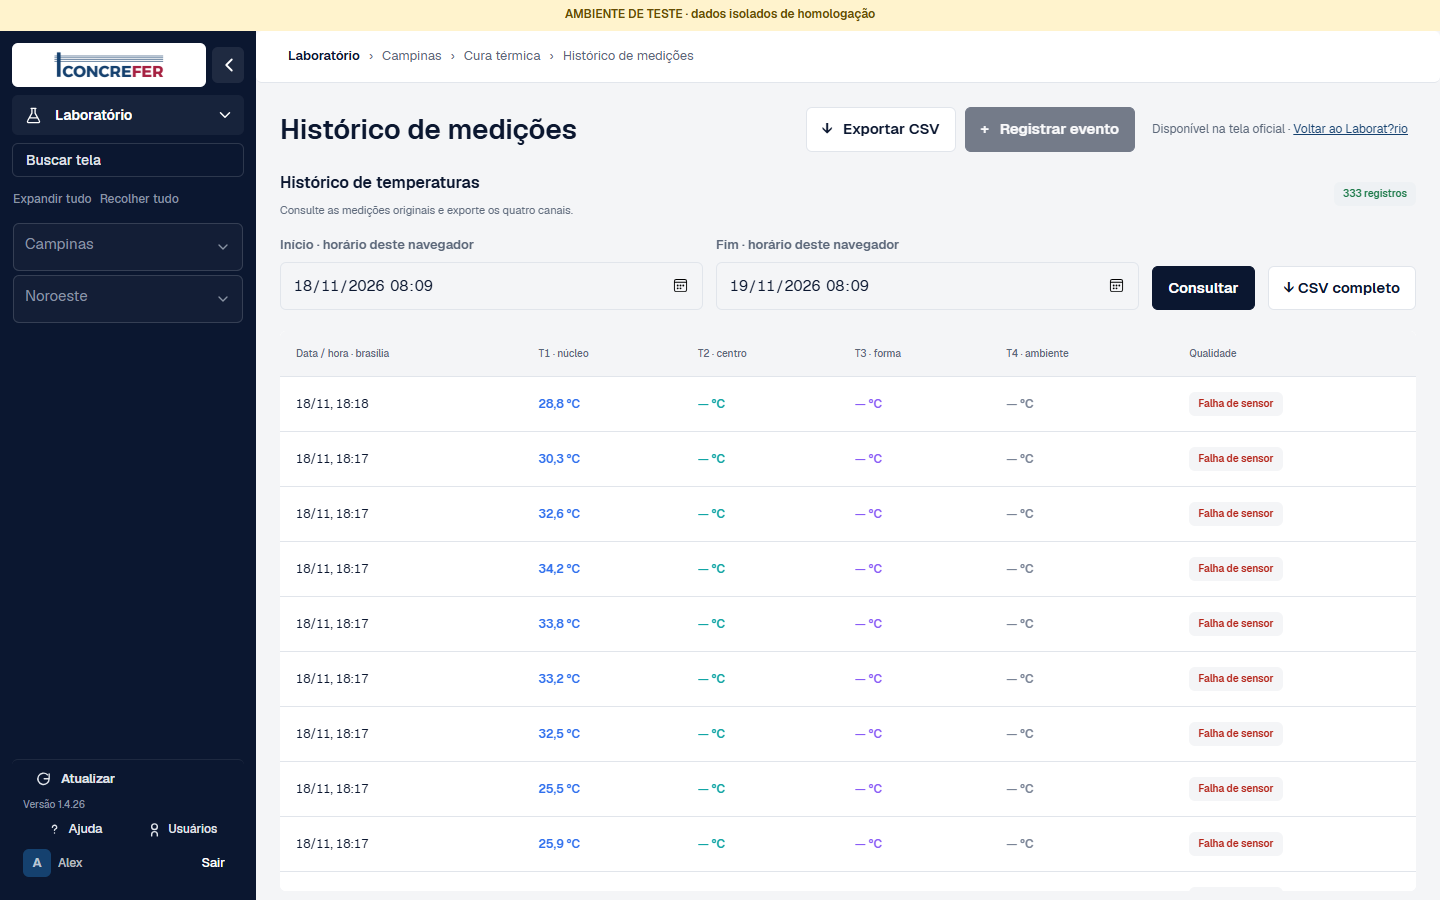 AMBIENTE DE TESTE · dados isolados de homologação
CONCREFER
Laboratório
Buscar tela
Expandir tudo Recolher tudo
Campinas
Noroeste
Atualizar
Versão 1.4.26
? Ajuda Usuários
A Alex Sair
Laboratório › Campinas › Cura térmica › Histórico de medições
Histórico de medições
↓ Exportar CSV
+ Registrar evento
Disponível na tela oficial · Voltar ao Laborat?rio
Histórico de temperaturas
333 registros
Consulte as medições originais e exporte os quatro canais.
Início · horário deste navegador
Fim · horário deste navegador
18/11/2026 08:09
19/11/2026 08:09
Consultar
↓ CSV completo
Data / hora · brasília T1 · núcleo T2 · centro T3 · forma T4 · ambiente Qualidade
18/11, 18:18 28,8 °C — °C — °C — °C Falha de sensor
18/11, 18:17 30,3 °C — °C — °C — °C Falha de sensor
18/11, 18:17 32,6 °C — °C — °C — °C Falha de sensor
18/11, 18:17 34,2 °C — °C — °C — °C Falha de sensor
18/11, 18:17 33,8 °C — °C — °C — °C Falha de sensor
18/11, 18:17 33,2 °C — °C — °C — °C Falha de sensor
18/11, 18:17 32,5 °C — °C — °C — °C Falha de sensor
18/11, 18:17 25,5 °C — °C — °C — °C Falha de sensor
18/11, 18:17 25,9 °C — °C — °C — °C Falha de sensor